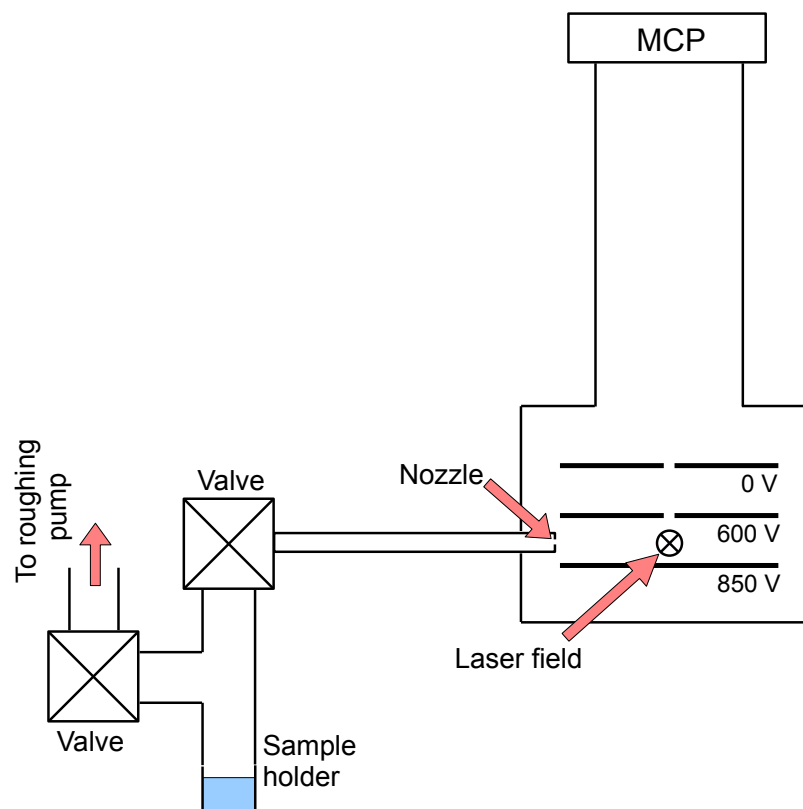 MCP
Nozzle
0 V
600 V
850 V
Laser field
Valve
To roughing
pump
Valve
Sample
holder